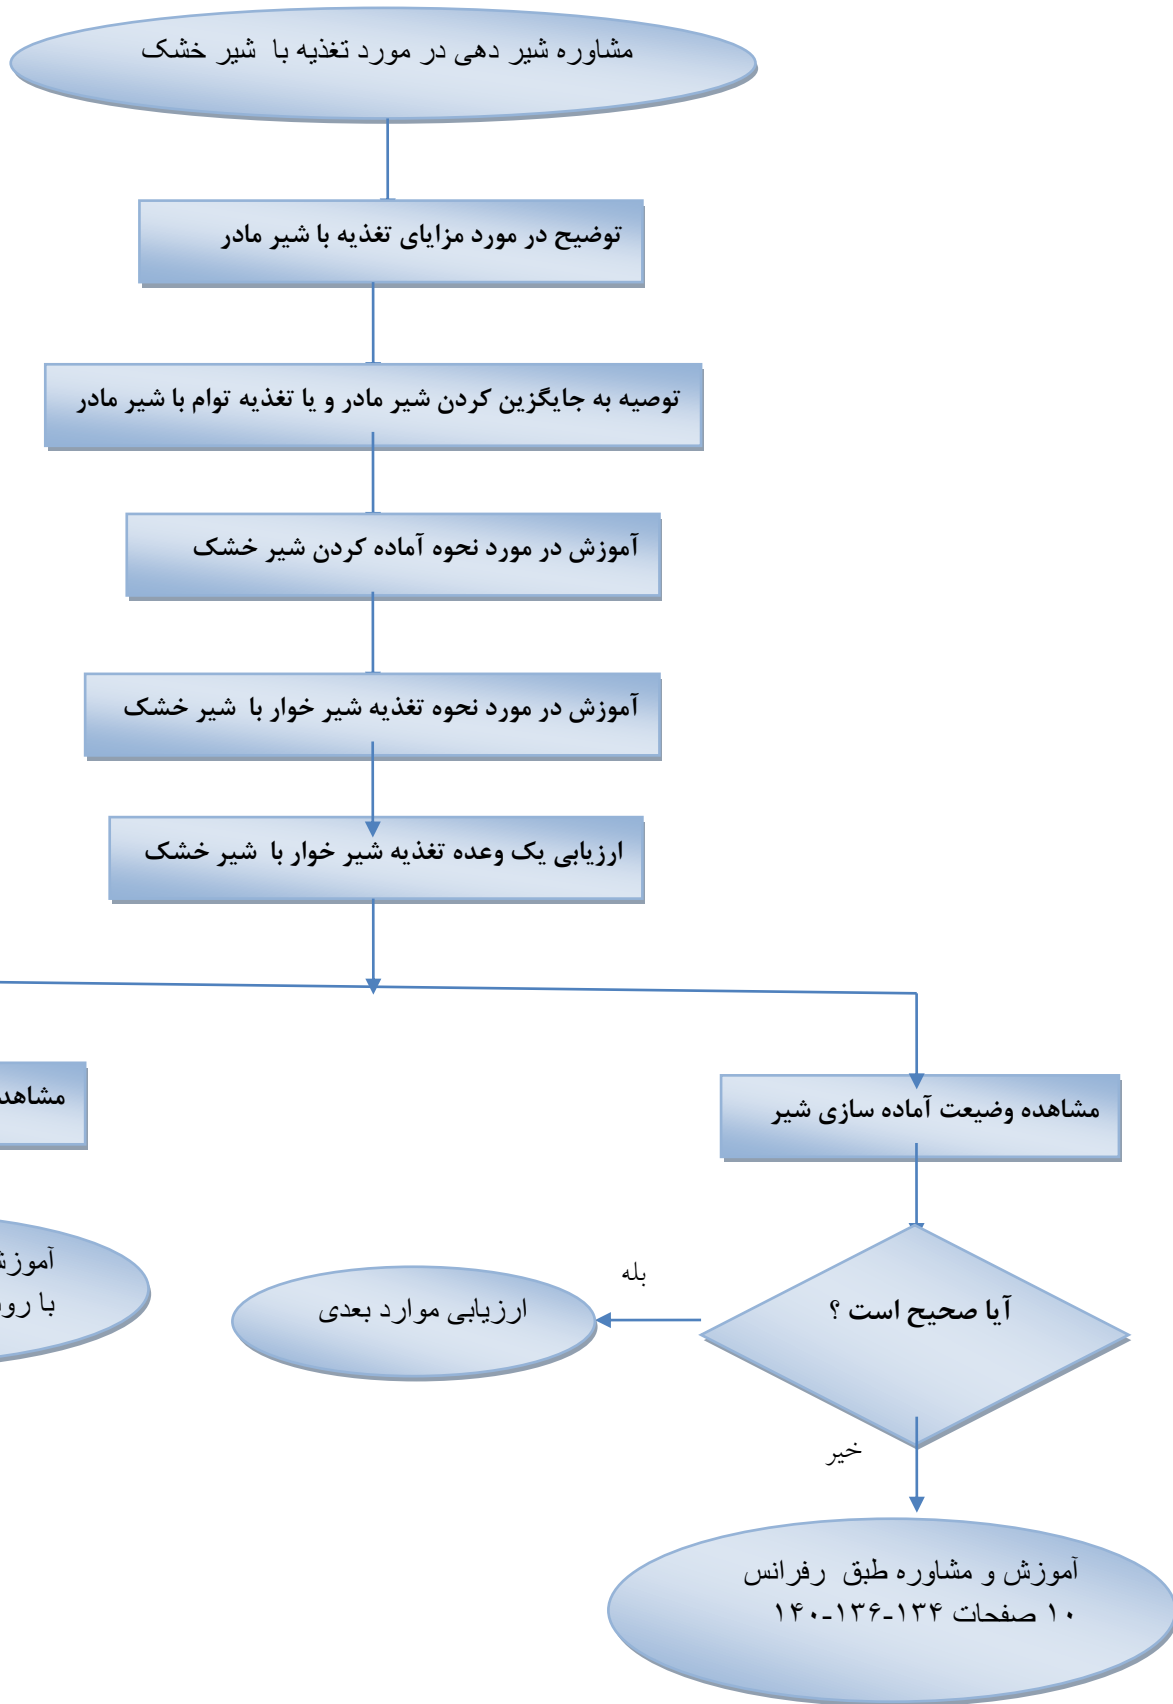 مشاوره شیر دهی در مورد تغذیه با شیر خشک
توضیح در مورد مزایای تغذیه با شیر مادر
توصیه به جایگزین کردن شیر مادر و یا تغذیه توام با شیر مادر
آموزش در مورد نحوه آماده کردن شیر خشک
آموزش در مورد نحوه تغذیه شیر خوار با شیر خشک
ارزیابی یک وعده تغذیه شیر خوار با شیر خشک
مشاهده وضیعت آماده سازی شیر
آیا صحیح است ؟
بله
ارزیابی موارد بعدی
با
خیر
آموزش و مشاوره طبق رفرانس
۱۰ صفحات ۱۳۴-۱۳۶-۱۴۰